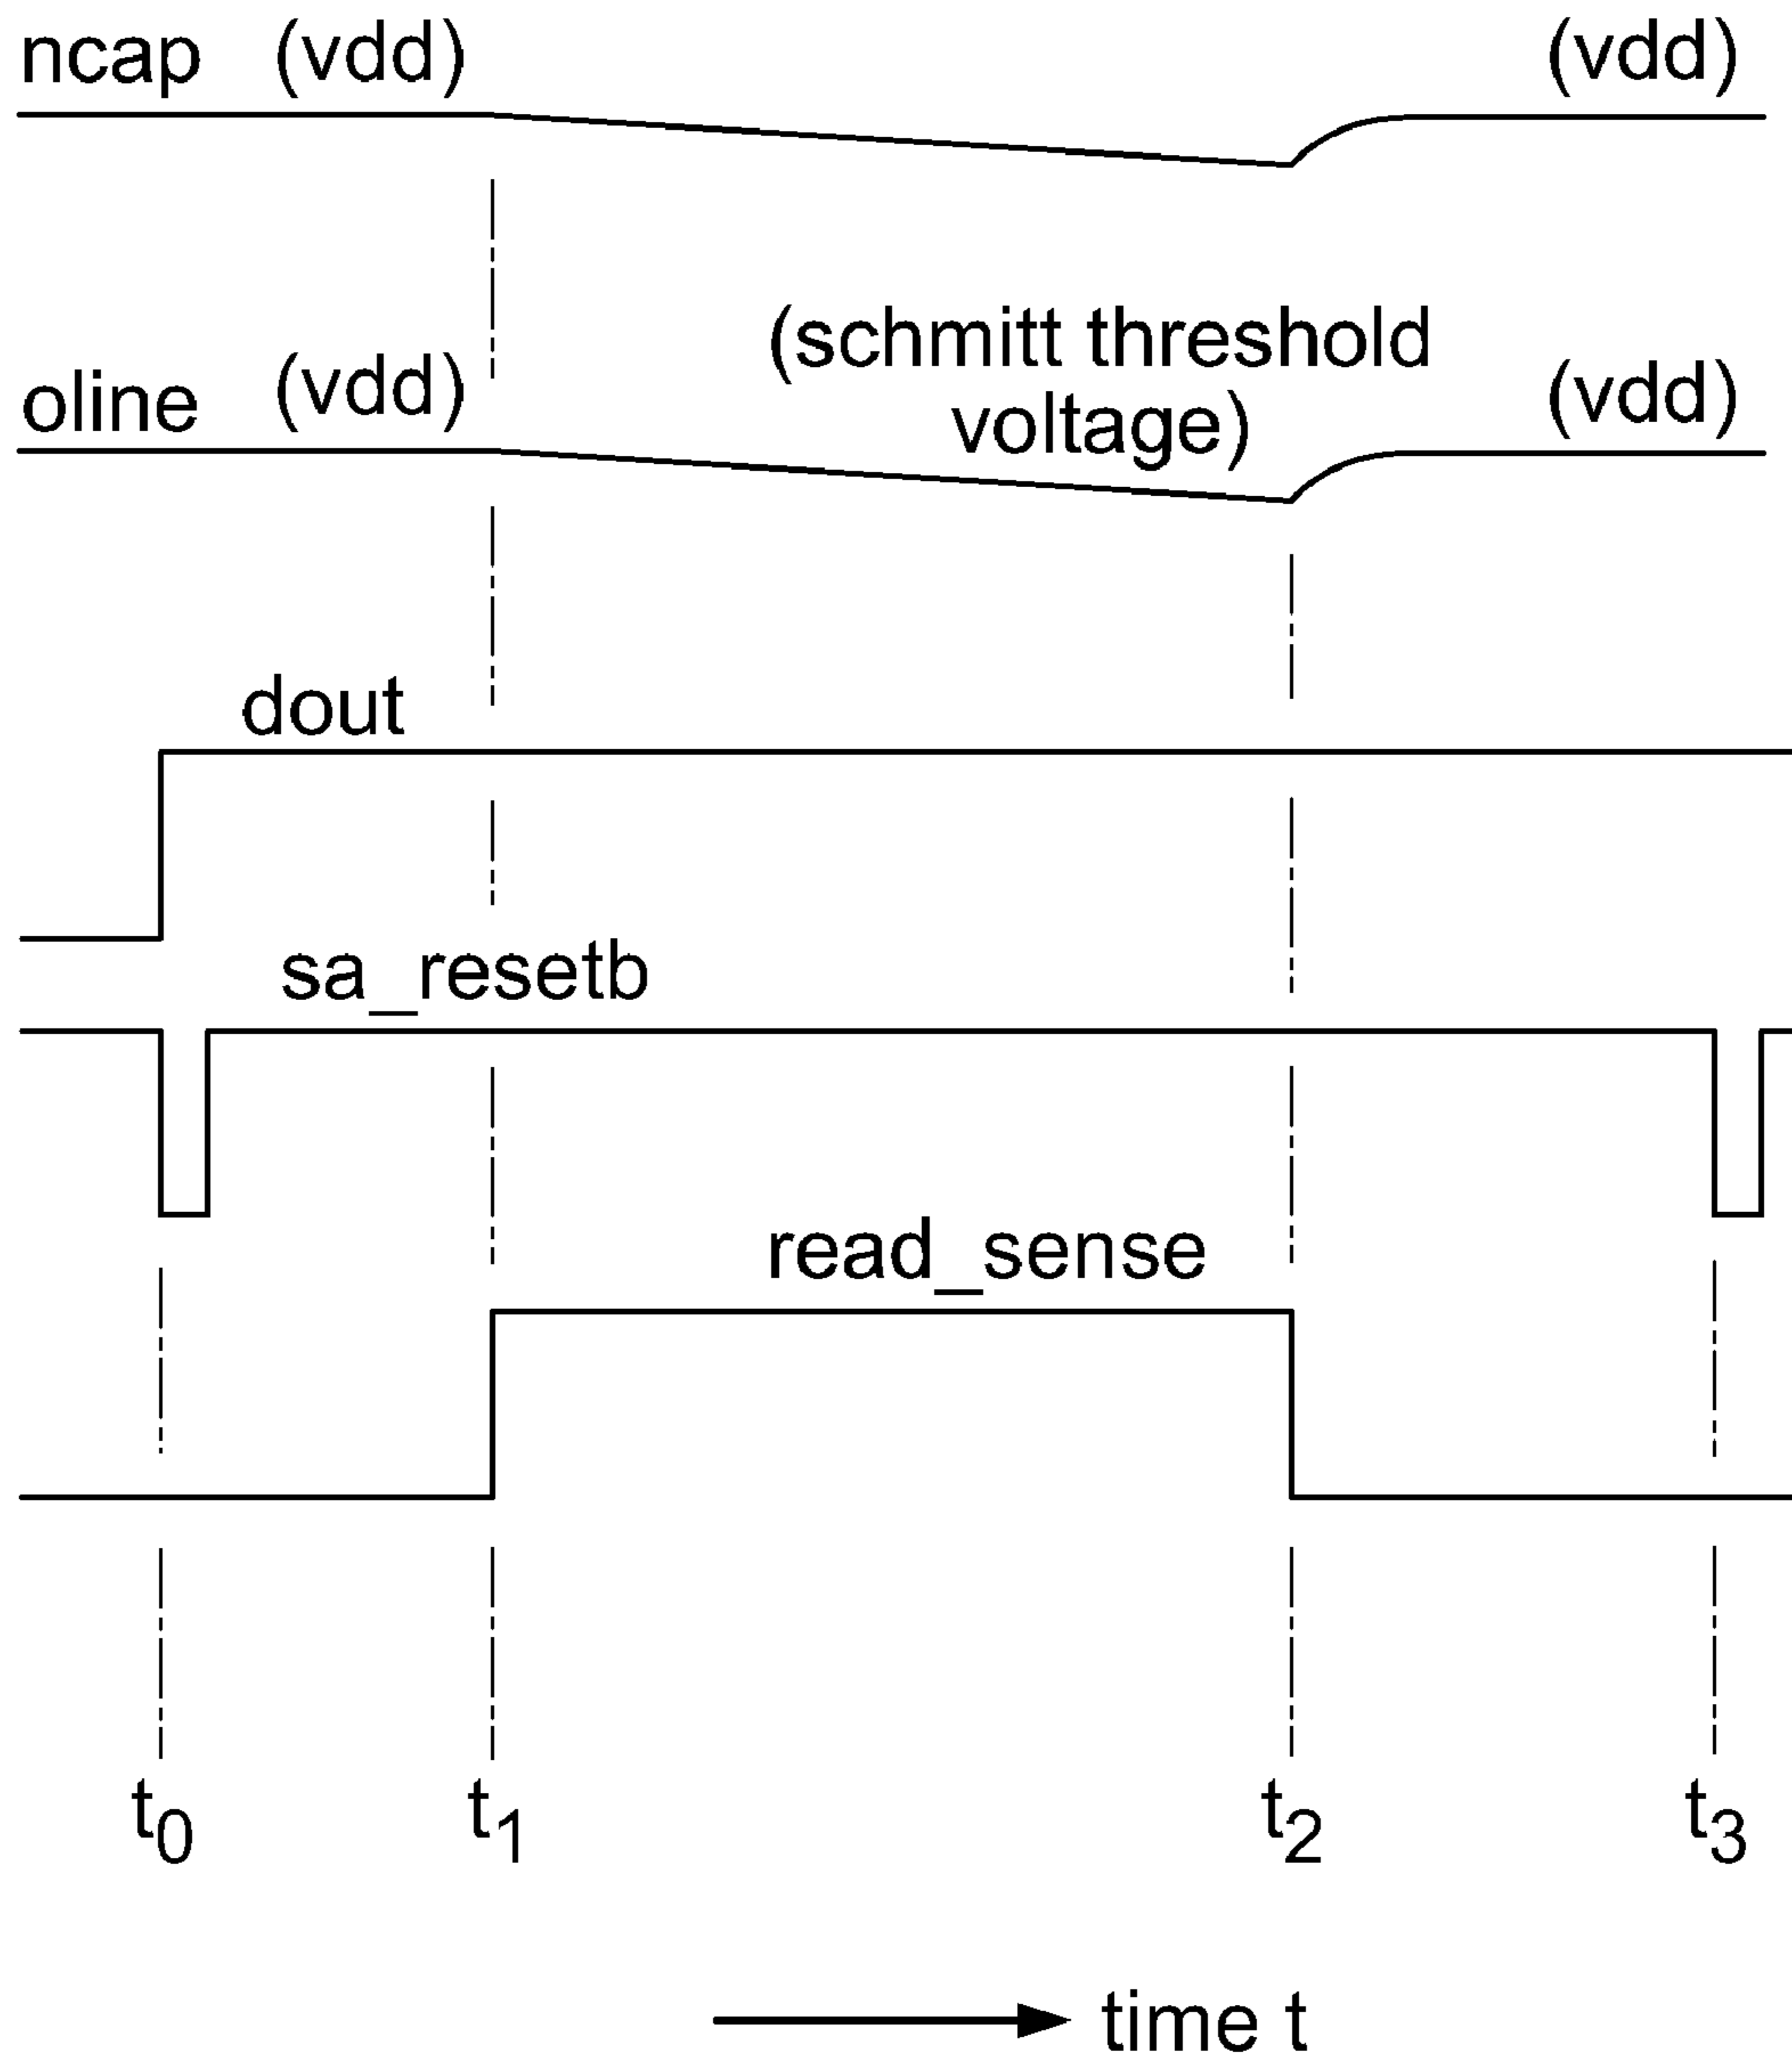 ncap (vdd) (vdd)
oline (vdd) (schmitt threshold voltage) (vdd)
dout
sa_resetb
read_sense
t0 t1 t2 t3
time t